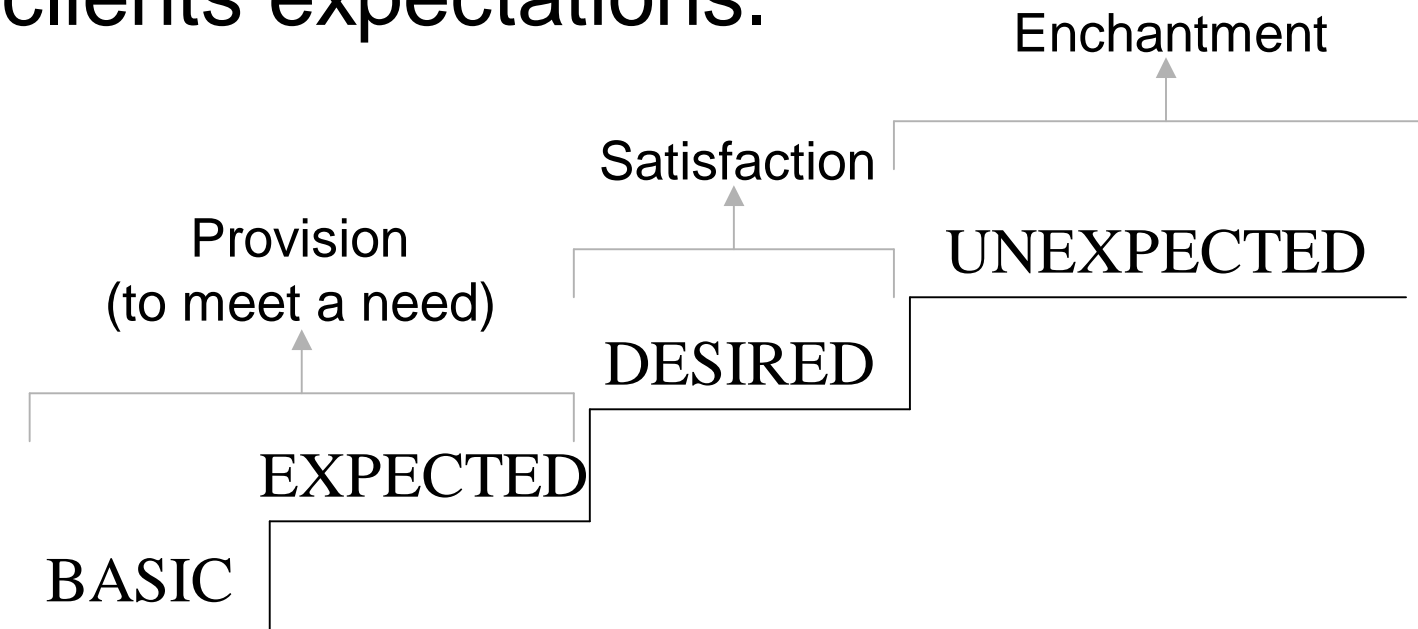 clients expectations.
Enchantment
Satisfaction
Provision
(to meet a need)
UNEXPECTED
DESIRED
EXPECTED
BASIC